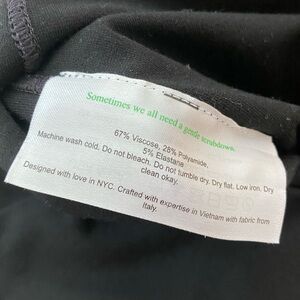 Sometimes we all need a gentle scrubdown.
67% Viscose, 28% Polyamide,
5% Elastane
Machine wash cold. Do not bleach. Do not tumble dry. Dry flat. Low iron. Dry
clean okay.
Designed with love in NYC. Crafted with expertise in Vietnam with fabric from
Italy.